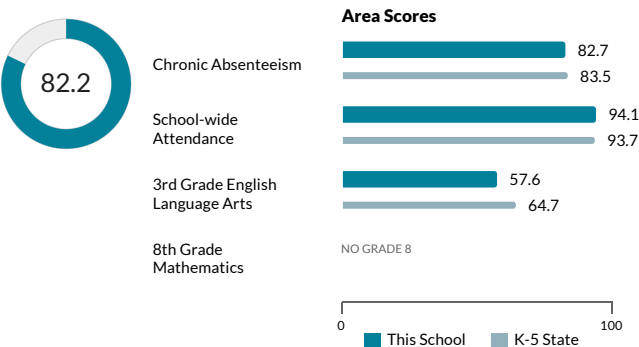 Area Scores
82.2
Chronic Absenteeism
82.7
83.5
School-wide
Attendance
94.1
93.7
3rd Grade English
Language Arts
57.6
64.7
8th Grade
Mathematics
NO GRADE 8
0
100
This School
K-5 State